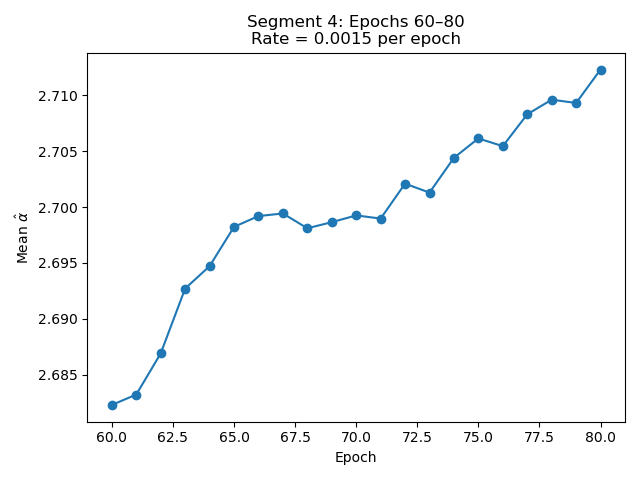 Segment 4: Epochs 60–80
Rate = 0.0015 per epoch
2.710
2.705
2.700
2.695
2.690
2.685
Mean α̂
60.0 62.5 65.0 67.5 70.0 72.5 75.0 77.5 80.0
Epoch